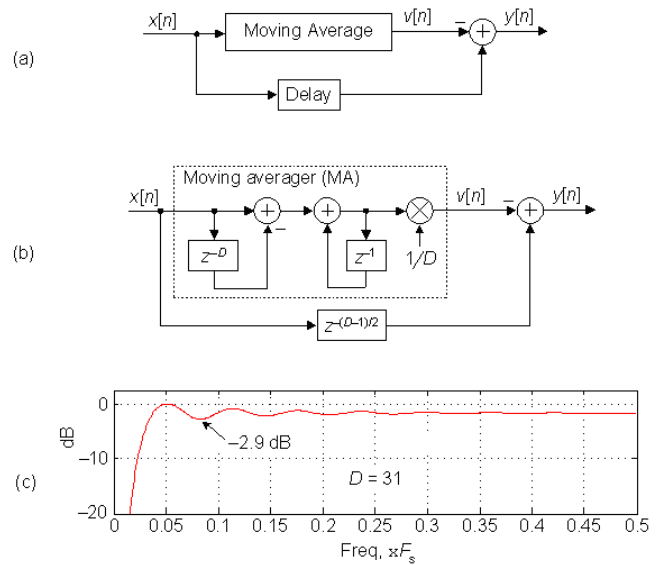 x[n] v[n] y[n]
Moving Average
(a)
Delay
Moving averager (MA)
x[n] v[n] y[n]
z⁻ᴰ z⁻¹ 1/D
(b)
z⁻⁽ᴰ⁻¹⁾ᐟ²
0
−10
−20
dB
−2.9 dB
D = 31
(c)
0 0.05 0.1 0.15 0.2 0.25 0.3 0.35 0.4 0.45 0.5
Freq, xFₛ